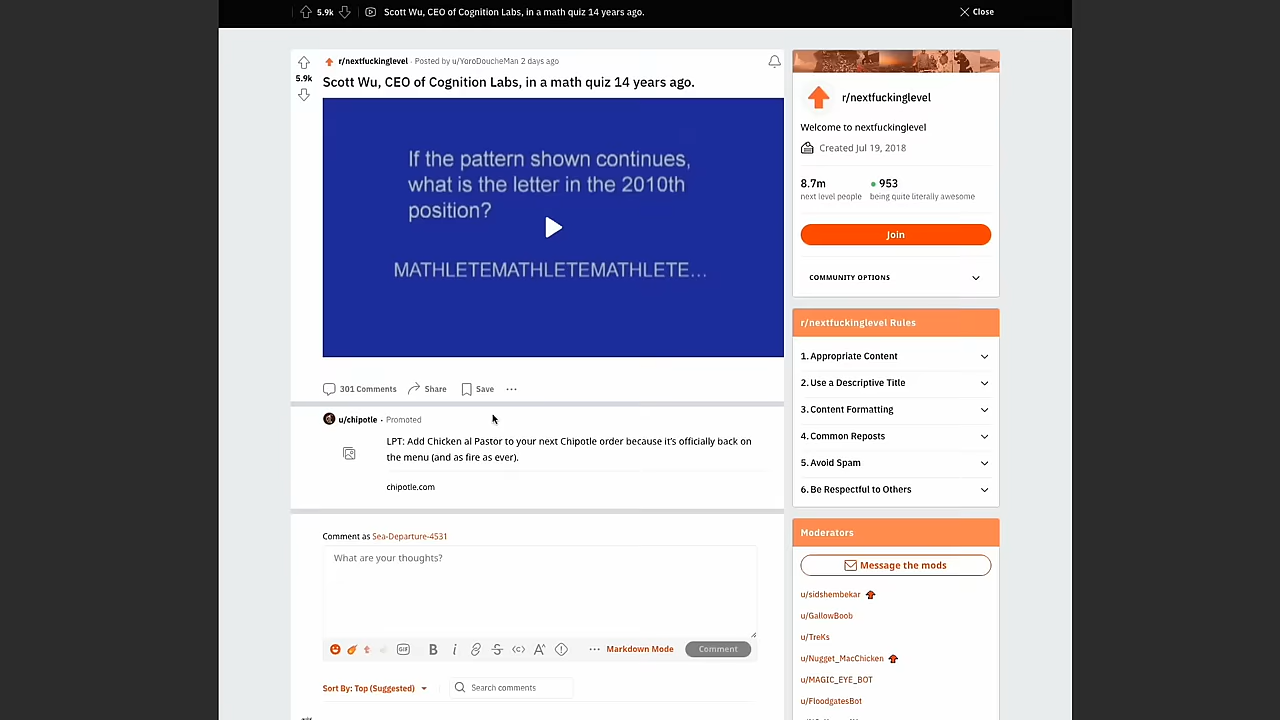 5.9k Scott Wu, CEO of Cognition Labs, in a math quiz 14 years ago. Close
5.9k
r/nextfuckinglevel · Posted by u/YoroDoucheMan 2 days ago
Scott Wu, CEO of Cognition Labs, in a math quiz 14 years ago.
If the pattern shown continues,
what is the letter in the 2010th
position?
MATHLETEMATHLETEMATHLETE...
301 Comments Share Save
u/chipotle · Promoted
LPT: Add Chicken al Pastor to your next Chipotle order because it's officially back on
the menu (and as fire as ever).
chipotle.com
Comment as Sea-Departure-4531
What are your thoughts?
GIF B i Markdown Mode Comment
Sort By: Top (Suggested) Search comments
r/nextfuckinglevel
Welcome to nextfuckinglevel
Created Jul 19, 2018
8.7m 953
next level people being quite literally awesome
Join
COMMUNITY OPTIONS
r/nextfuckinglevel Rules
1. Appropriate Content
2. Use a Descriptive Title
3. Content Formatting
4. Common Reposts
5. Avoid Spam
6. Be Respectful to Others
Moderators
Message the mods
u/sidshembekar
u/GallowBoob
u/TreKs
u/Nugget_MacChicken
u/MAGIC_EYE_BOT
u/FloodgatesBot